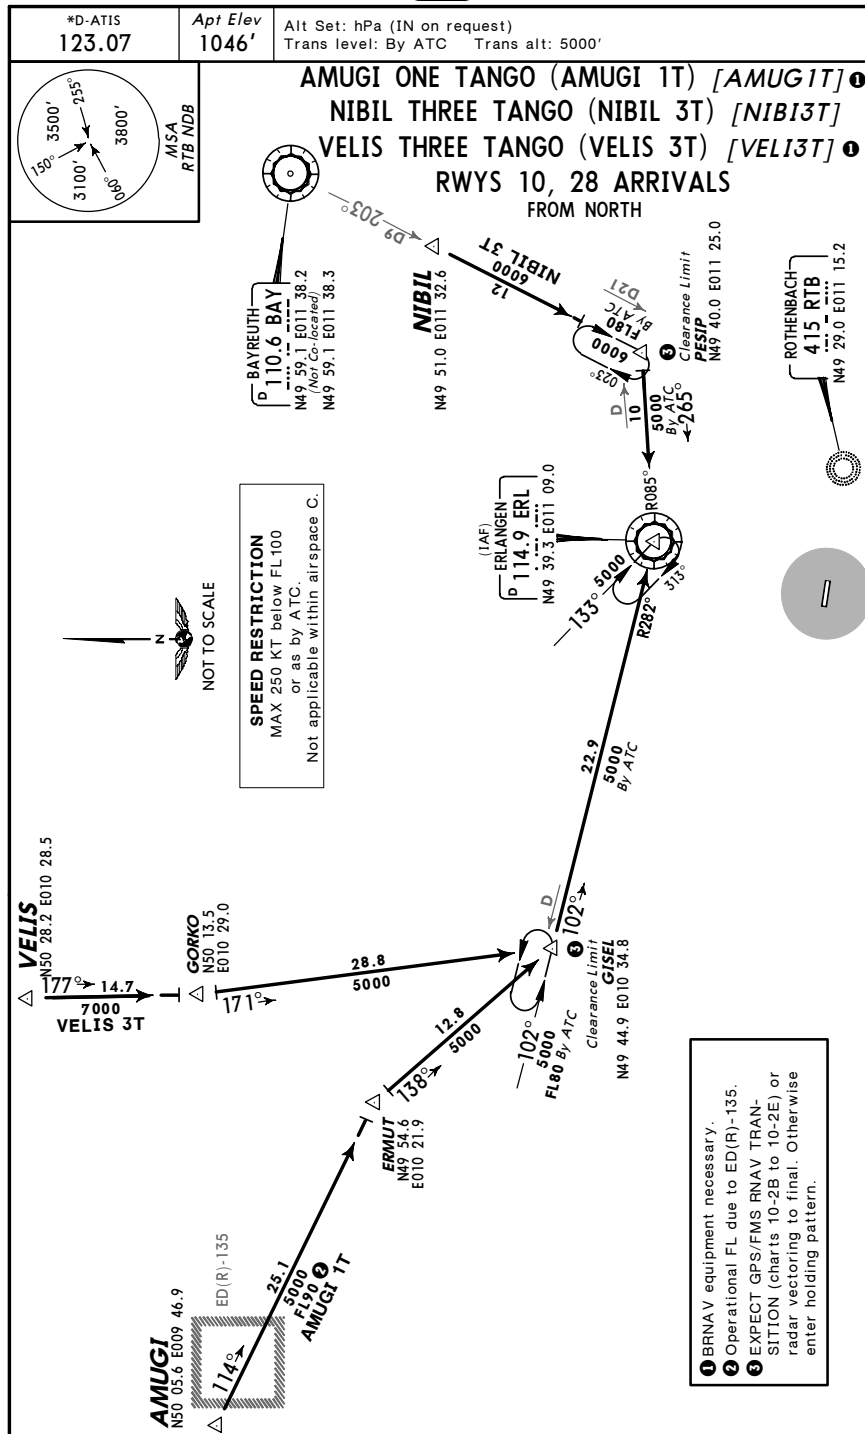 *D-ATIS
123.07
Apt Elev
1046'
Alt Set: hPa (IN on request)
Trans level: By ATC Trans alt: 5000'
MSA
RTB NDB
3500'
255°
3800'
150°
3100'
060°
AMUGI ONE TANGO (AMUGI 1T) [AMUG1T] ❶
NIBIL THREE TANGO (NIBIL 3T) [NIBI3T]
VELIS THREE TANGO (VELIS 3T) [VELI3T] ❶
RWYS 10, 28 ARRIVALS
FROM NORTH
BAYREUTH
D 110.6 BAY
N49 59.1 E011 38.2
(Not Co-located)
N49 59.1 E011 38.3
D9 203°
NIBIL
N49 51.0 E011 32.6
NIBIL 3T
6000
12
D21
By ATC
FL80
6000
023°
❸
Clearance Limit
PESIP
N49 40.0 E011 25.0
D
10
5000
By ATC
265°
R085°
ROTHENBACH
415 RTB
N49 29.0 E011 15.2
(IAF)
ERLANGEN
D 114.9 ERL
N49 39.3 E011 09.0
133° 5000
313°
R282°
N
NOT TO SCALE
SPEED RESTRICTION
MAX 250 KT below FL100
or as by ATC.
Not applicable within airspace C.
22.9
5000
By ATC
VELIS
N50 28.2 E010 28.5
177° 14.7
7000
VELIS 3T
GORKO
N50 13.5
E010 29.0
171°
28.8
5000
D
102°
❸
Clearance Limit
GISEL
N49 44.9 E010 34.8
102°
5000
FL80 By ATC
12.8
5000
138°
ERMUT
N49 54.6
E010 21.9
ED(R)-135
25.1
5000
FL90 ❷
AMUGI 1T
114°
AMUGI
N50 05.6 E009 46.9
❶ BRNAV equipment necessary.
❷ Operational FL due to ED(R)-135.
❸ EXPECT GPS/FMS RNAV TRAN-
SITION (charts 10-2B to 10-2E) or
radar vectoring to final. Otherwise
enter holding pattern.